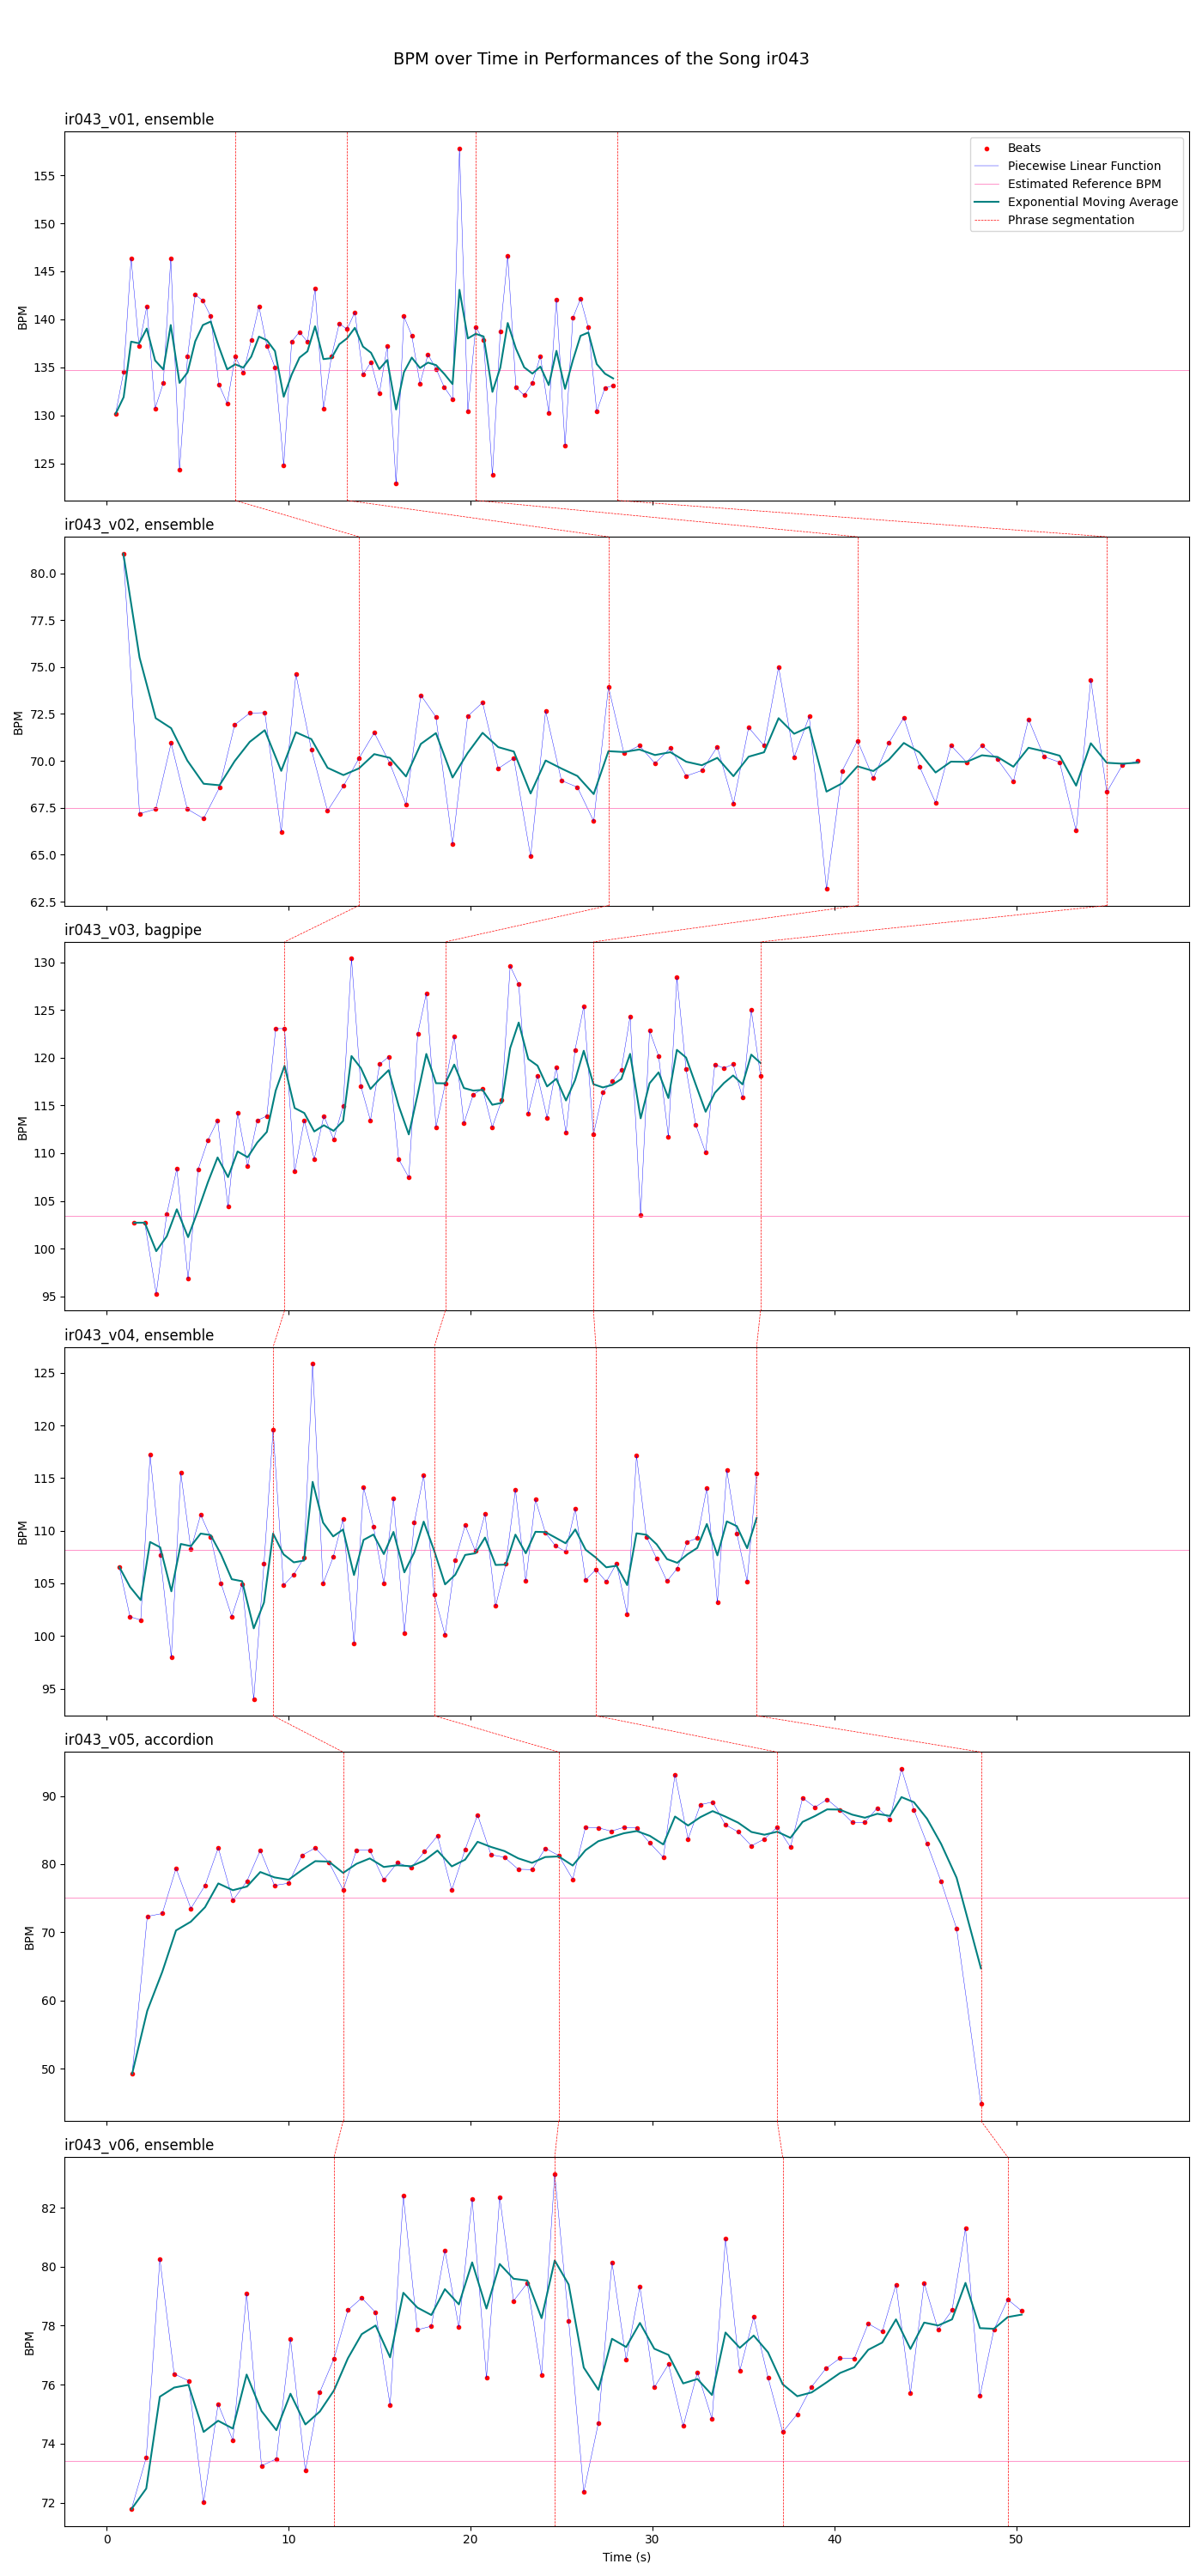 BPM over Time in Performances of the Song ir043
ir043_v01, ensemble
155
150
145
140
135
130
125
BPM
Beats
Piecewise Linear Function
Estimated Reference BPM
Exponential Moving Average
Phrase segmentation
ir043_v02, ensemble
80.0
77.5
75.0
72.5
70.0
67.5
65.0
62.5
BPM
ir043_v03, bagpipe
130
125
120
115
110
105
100
95
BPM
ir043_v04, ensemble
125
120
115
110
105
100
95
BPM
ir043_v05, accordion
90
80
70
60
50
BPM
ir043_v06, ensemble
82
80
78
76
74
72
BPM
0 10 20 30 40 50
Time (s)